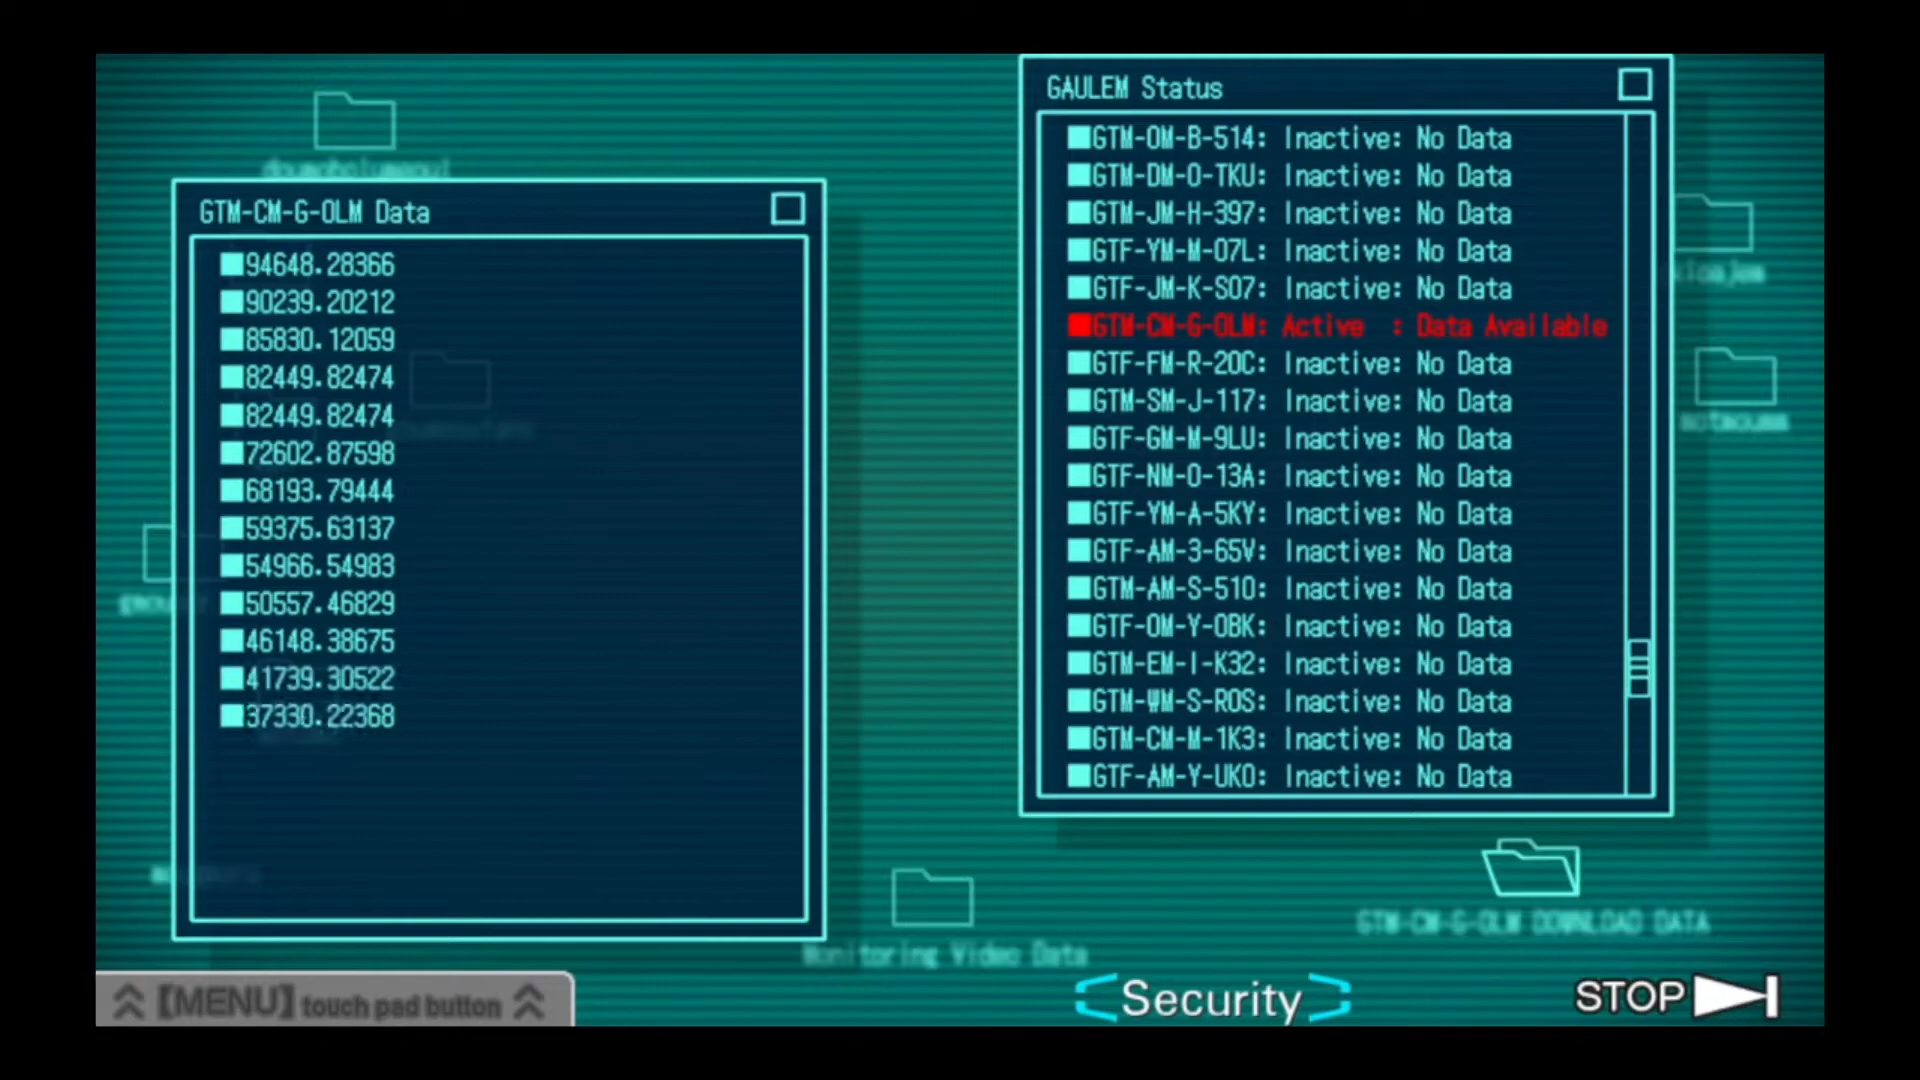 GTM-CM-G-OLM Data
94648.28366
90239.20212
85830.12059
82449.82474
82449.82474
72602.87598
68193.79444
59375.63137
54966.54983
50557.46829
46148.38675
41739.30522
37330.22368
GAULEM Status
GTM-OM-B-514: Inactive: No Data
GTM-DM-O-TKU: Inactive: No Data
GTM-JM-H-397: Inactive: No Data
GTF-YM-M-07L: Inactive: No Data
GTF-JM-K-S07: Inactive: No Data
GTM-CM-G-OLM: Active : Data Available
GTF-FM-R-20C: Inactive: No Data
GTM-SM-J-117: Inactive: No Data
GTF-GM-M-9LU: Inactive: No Data
GTF-NM-O-13A: Inactive: No Data
GTF-YM-A-5KY: Inactive: No Data
GTF-AM-3-65V: Inactive: No Data
GTM-AM-S-510: Inactive: No Data
GTF-OM-Y-0BK: Inactive: No Data
GTM-EM-I-K32: Inactive: No Data
GTM-WM-S-ROS: Inactive: No Data
GTM-CM-M-1K3: Inactive: No Data
GTF-AM-Y-UKO: Inactive: No Data
GTM-CM-G-OLM DOWNLOAD DATA
Monitoring Video Data
【MENU】touch pad button
Security
STOP